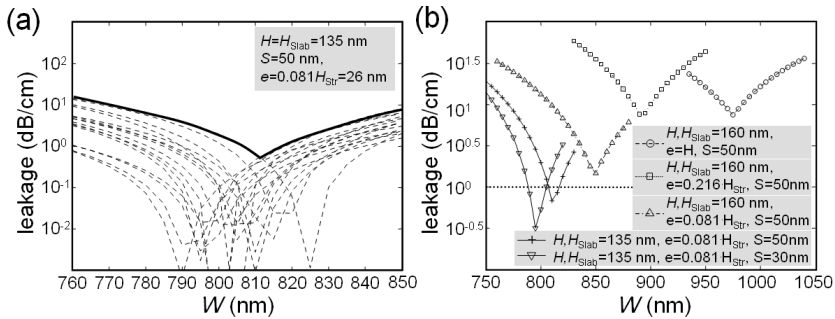 (a)
H=H_Slab=135 nm
S=50 nm,
e=0.081H_Str=26 nm
leakage (dB/cm)
10^2
10^1
10^0
10^-1
10^-2
760 770 780 790 800 810 820 830 840 850
W (nm)
(b)
leakage (dB/cm)
10^1.5
10^1
10^0.5
10^0
10^-0.5
H,H_Slab=160 nm,
e=H, S=50nm
H,H_Slab=160 nm,
e=0.216 H_Str, S=50nm
H,H_Slab=160 nm,
e=0.081 H_Str, S=50nm
H,H_Slab=135 nm, e=0.081 H_Str, S=50nm
H,H_Slab=135 nm, e=0.081 H_Str, S=30nm
750 800 850 900 950 1000 1050
W (nm)